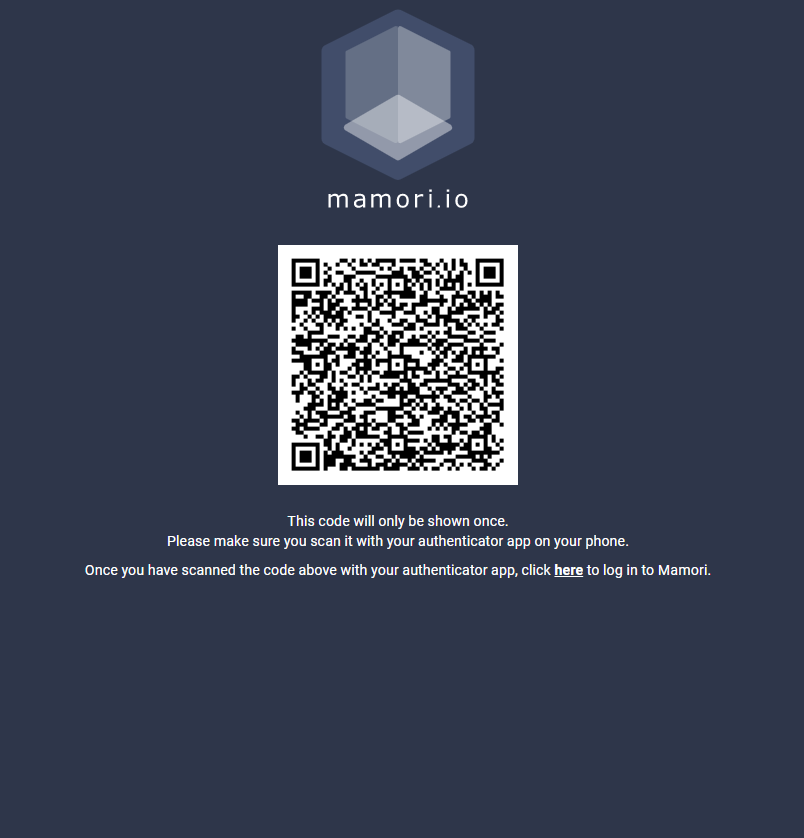 mamori.io
This code will only be shown once.
Please make sure you scan it with your authenticator app on your phone.
Once you have scanned the code above with your authenticator app, click here to log in to Mamori.